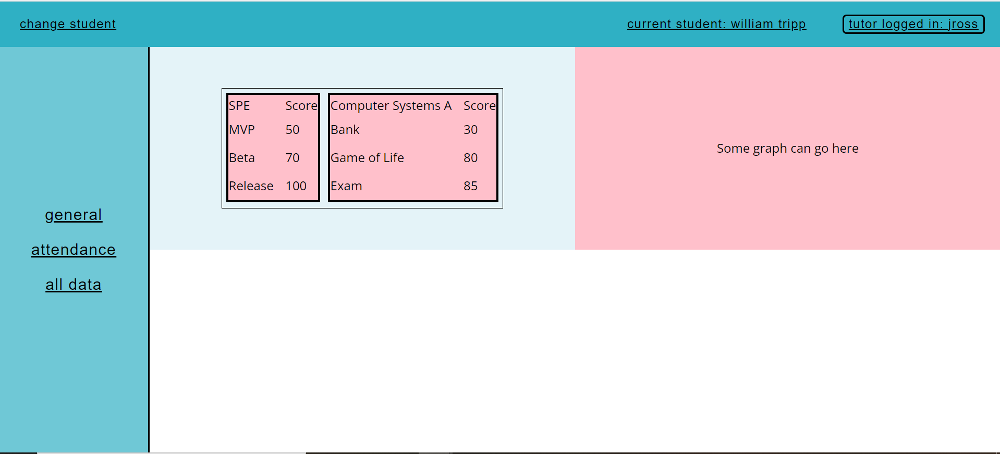 change student
current student: william tripp
tutor logged in: jross
general
attendance
all data
SPE Score
MVP 50
Beta 70
Release 100
Computer Systems A Score
Bank 30
Game of Life 80
Exam 85
Some graph can go here